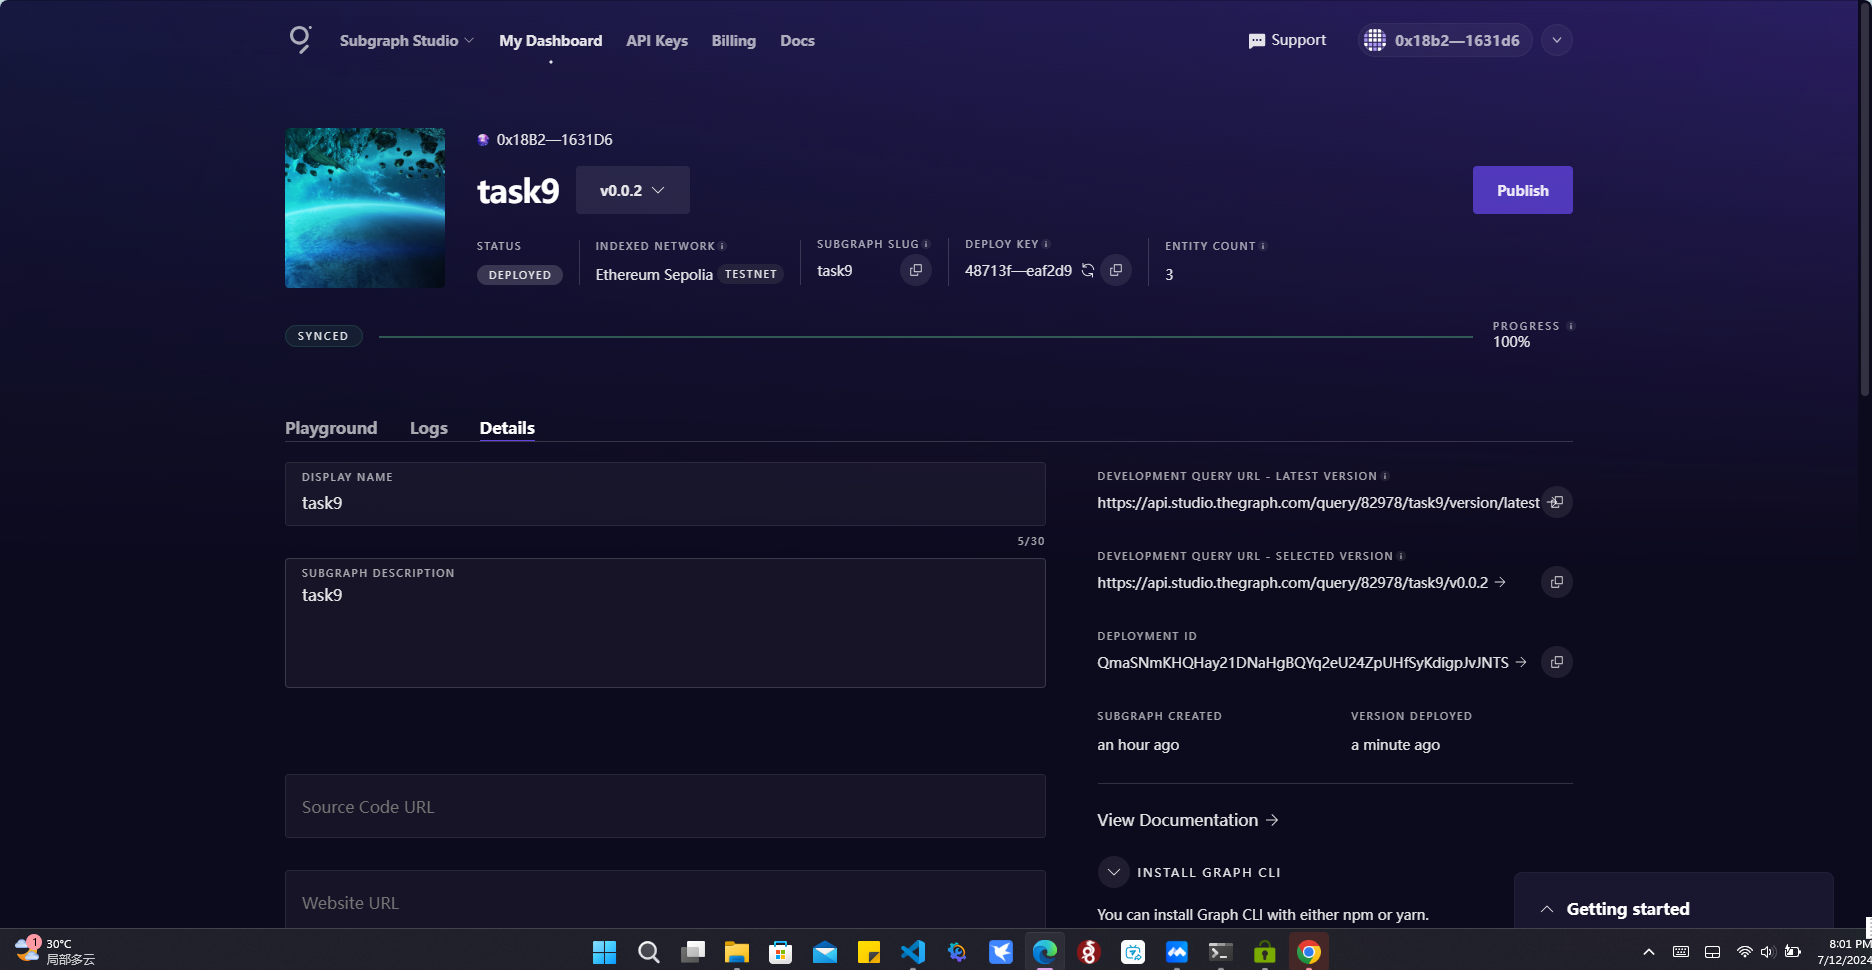 Subgraph Studio
My Dashboard
API Keys
Billing
Docs
Support
0x18b2—1631d6
0x18B2—1631D6
task9
v0.0.2
Publish
STATUS
DEPLOYED
INDEXED NETWORK
Ethereum Sepolia TESTNET
SUBGRAPH SLUG
task9
DEPLOY KEY
48713f—eaf2d9
ENTITY COUNT
3
SYNCED
PROGRESS
100%
Playground
Logs
Details
DISPLAY NAME
task9
5/30
SUBGRAPH DESCRIPTION
task9
Source Code URL
Website URL
DEVELOPMENT QUERY URL - LATEST VERSION
https://api.studio.thegraph.com/query/82978/task9/version/latest
DEVELOPMENT QUERY URL - SELECTED VERSION
https://api.studio.thegraph.com/query/82978/task9/v0.0.2 →
DEPLOYMENT ID
QmaSNmKHQHay21DNaHgBQYq2eU24ZpUHfSyKdigpJvJNTS →
SUBGRAPH CREATED
an hour ago
VERSION DEPLOYED
a minute ago
View Documentation →
INSTALL GRAPH CLI
You can install Graph CLI with either npm or yarn.
Getting started
1
30°C
局部多云
8:01 PM